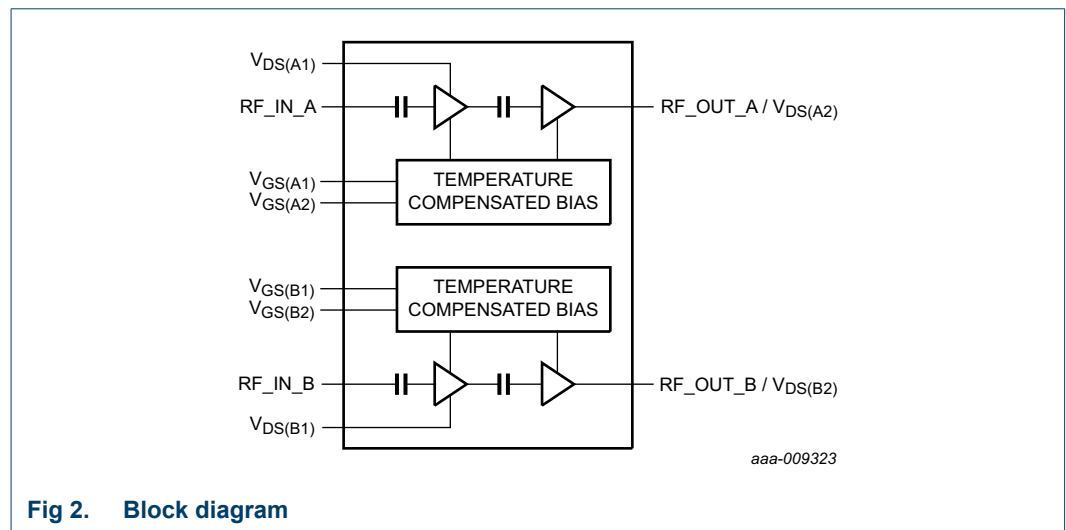 VDS(A1)
RF_IN_A
RF_OUT_A / VDS(A2)
VGS(A1)
VGS(A2)
TEMPERATURE
COMPENSATED BIAS
VGS(B1)
VGS(B2)
TEMPERATURE
COMPENSATED BIAS
RF_IN_B
RF_OUT_B / VDS(B2)
VDS(B1)
aaa-009323
Fig 2. Block diagram